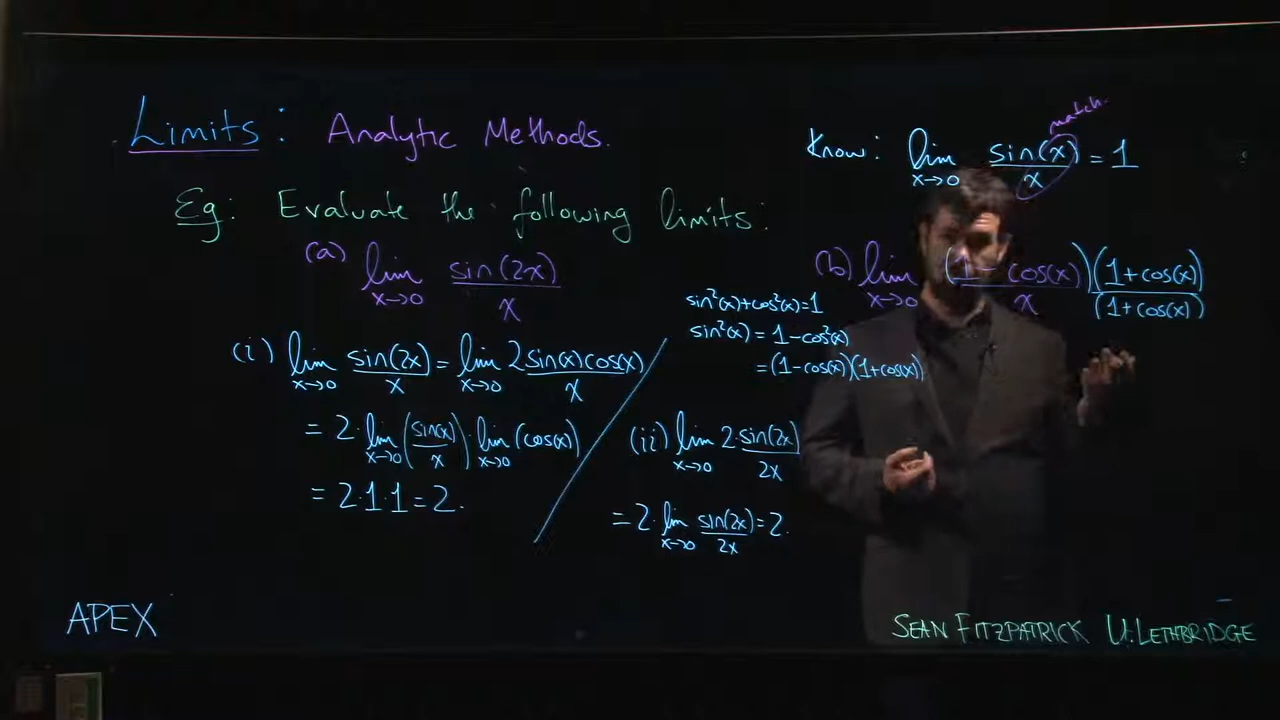 Limits: Analytic Methods.
Know: lim x→0 sin(x)/x = 1
match.
Eg: Evaluate the following limits:
(a) lim x→0 sin(2x)/x
(b) lim x→0 (1 - cos(x))/x (1+cos(x))/(1+cos(x))
sin²(x)+cos²(x)=1
sin²(x) = 1-cos²(x)
=(1-cos(x))(1+cos(x))
(i) lim x→0 sin(2x)/x = lim x→0 2sin(x)cos(x)/x
= 2·lim x→0 (sin(x)/x)·lim x→0 (cos(x))
= 2·1·1=2.
(ii) lim x→0 2·sin(2x)/2x
=2·lim x→0 sin(2x)/2x=2.
APEX
SEAN FITZPATRICK U. LETHBRIDGE